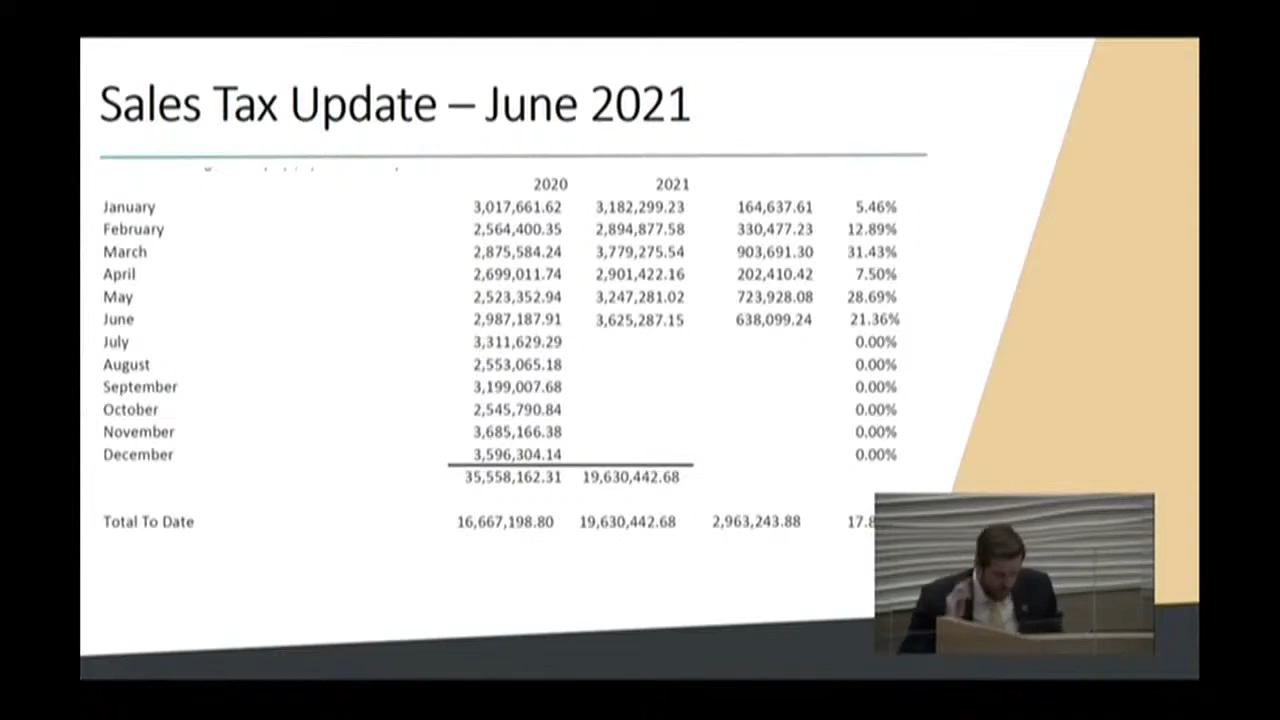 Sales Tax Update – June 2021
2020 2021
January 3,017,661.62 3,182,299.23 164,637.61 5.46%
February 2,564,400.35 2,894,877.58 330,477.23 12.89%
March 2,875,584.24 3,779,275.54 903,691.30 31.43%
April 2,699,011.74 2,901,422.16 202,410.42 7.50%
May 2,523,352.94 3,247,281.02 723,928.08 28.69%
June 2,987,187.91 3,625,287.15 638,099.24 21.36%
July 3,311,629.29 0.00%
August 2,553,065.18 0.00%
September 3,199,007.68 0.00%
October 2,545,790.84 0.00%
November 3,685,166.38 0.00%
December 3,596,304.14 0.00%
35,558,162.31 19,630,442.68
Total To Date 16,667,198.80 19,630,442.68 2,963,243.88